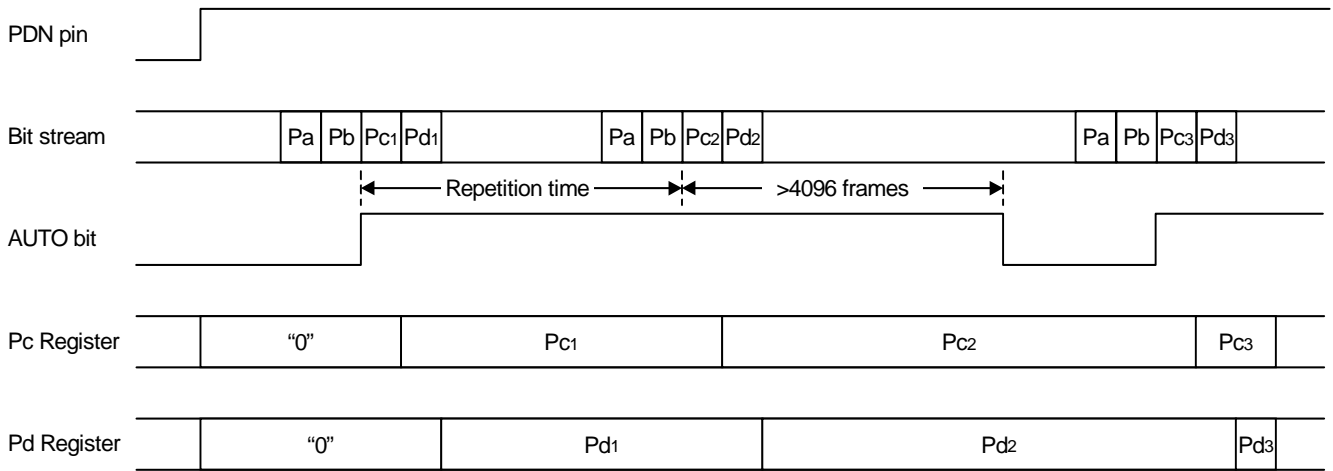 PDN pin
Bit stream Pa Pb Pc1 Pd1 Pa Pb Pc2 Pd2 Pa Pb Pc3 Pd3
Repetition time >4096 frames
AUTO bit
Pc Register “0” Pc1 Pc2 Pc3
Pd Register “0” Pd1 Pd2 Pd3